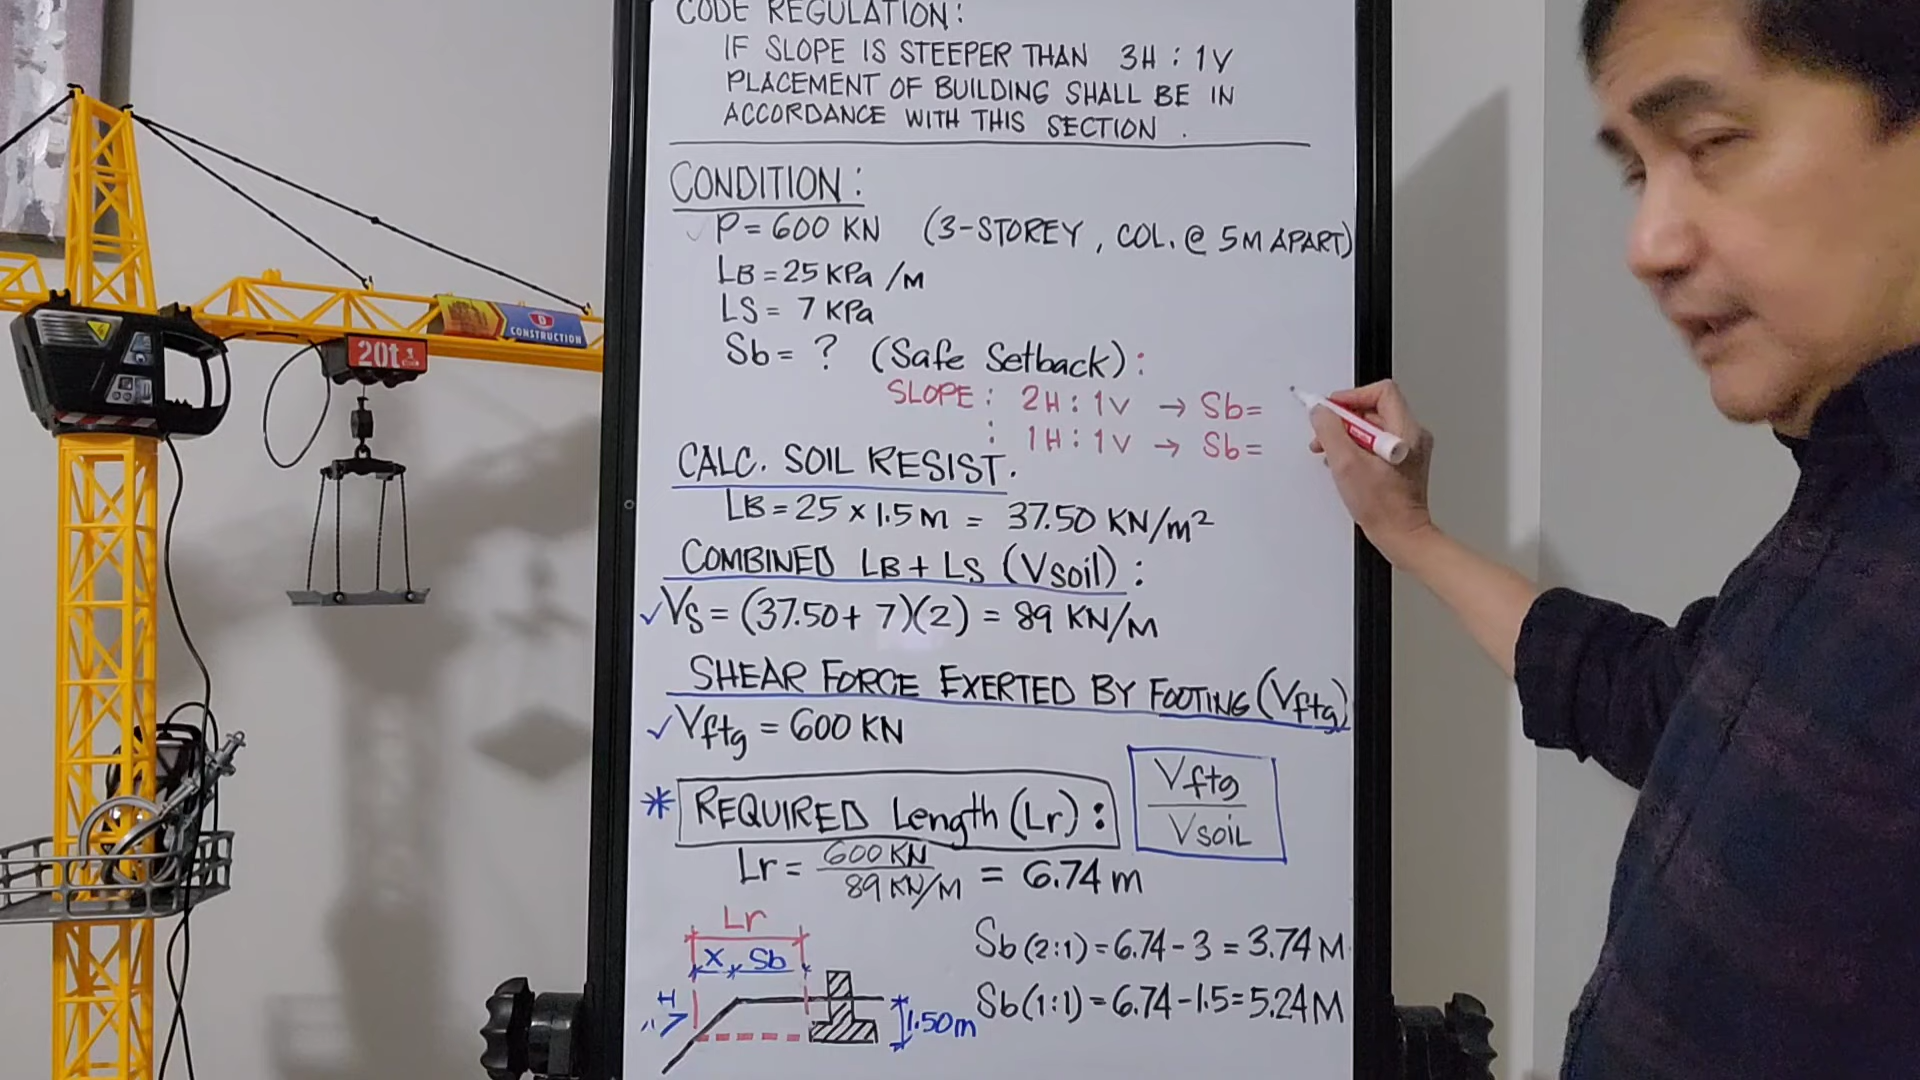 CODE REGULATION:
IF SLOPE IS STEEPER THAN 3H : 1V
PLACEMENT OF BUILDING SHALL BE IN
ACCORDANCE WITH THIS SECTION .
CONDITION:
P = 600 KN (3-STOREY, COL. @ 5M APART)
LB = 25 KPa /M
LS = 7 KPa
Sb = ? (Safe Setback):
SLOPE : 2H : 1V → Sb=
: 1H : 1V → Sb=
CALC. SOIL RESIST.
LB = 25 x 1.5 M = 37.50 KN/m²
COMBINED LB + LS (Vsoil) :
✓VS = (37.50 + 7)(2) = 89 KN/M
SHEAR FORCE EXERTED BY FOOTING (Vftg)
✓Vftg = 600 KN
* REQUIRED Length (Lr) :
Vftg
VSOIL
Lr = 600 KN / 89 KN/M = 6.74 m
Lr
X Sb
H
1.50m
Sb (2:1) = 6.74 - 3 = 3.74 M
Sb (1:1) = 6.74 - 1.5 = 5.24 M
20t
CONSTRUCTION